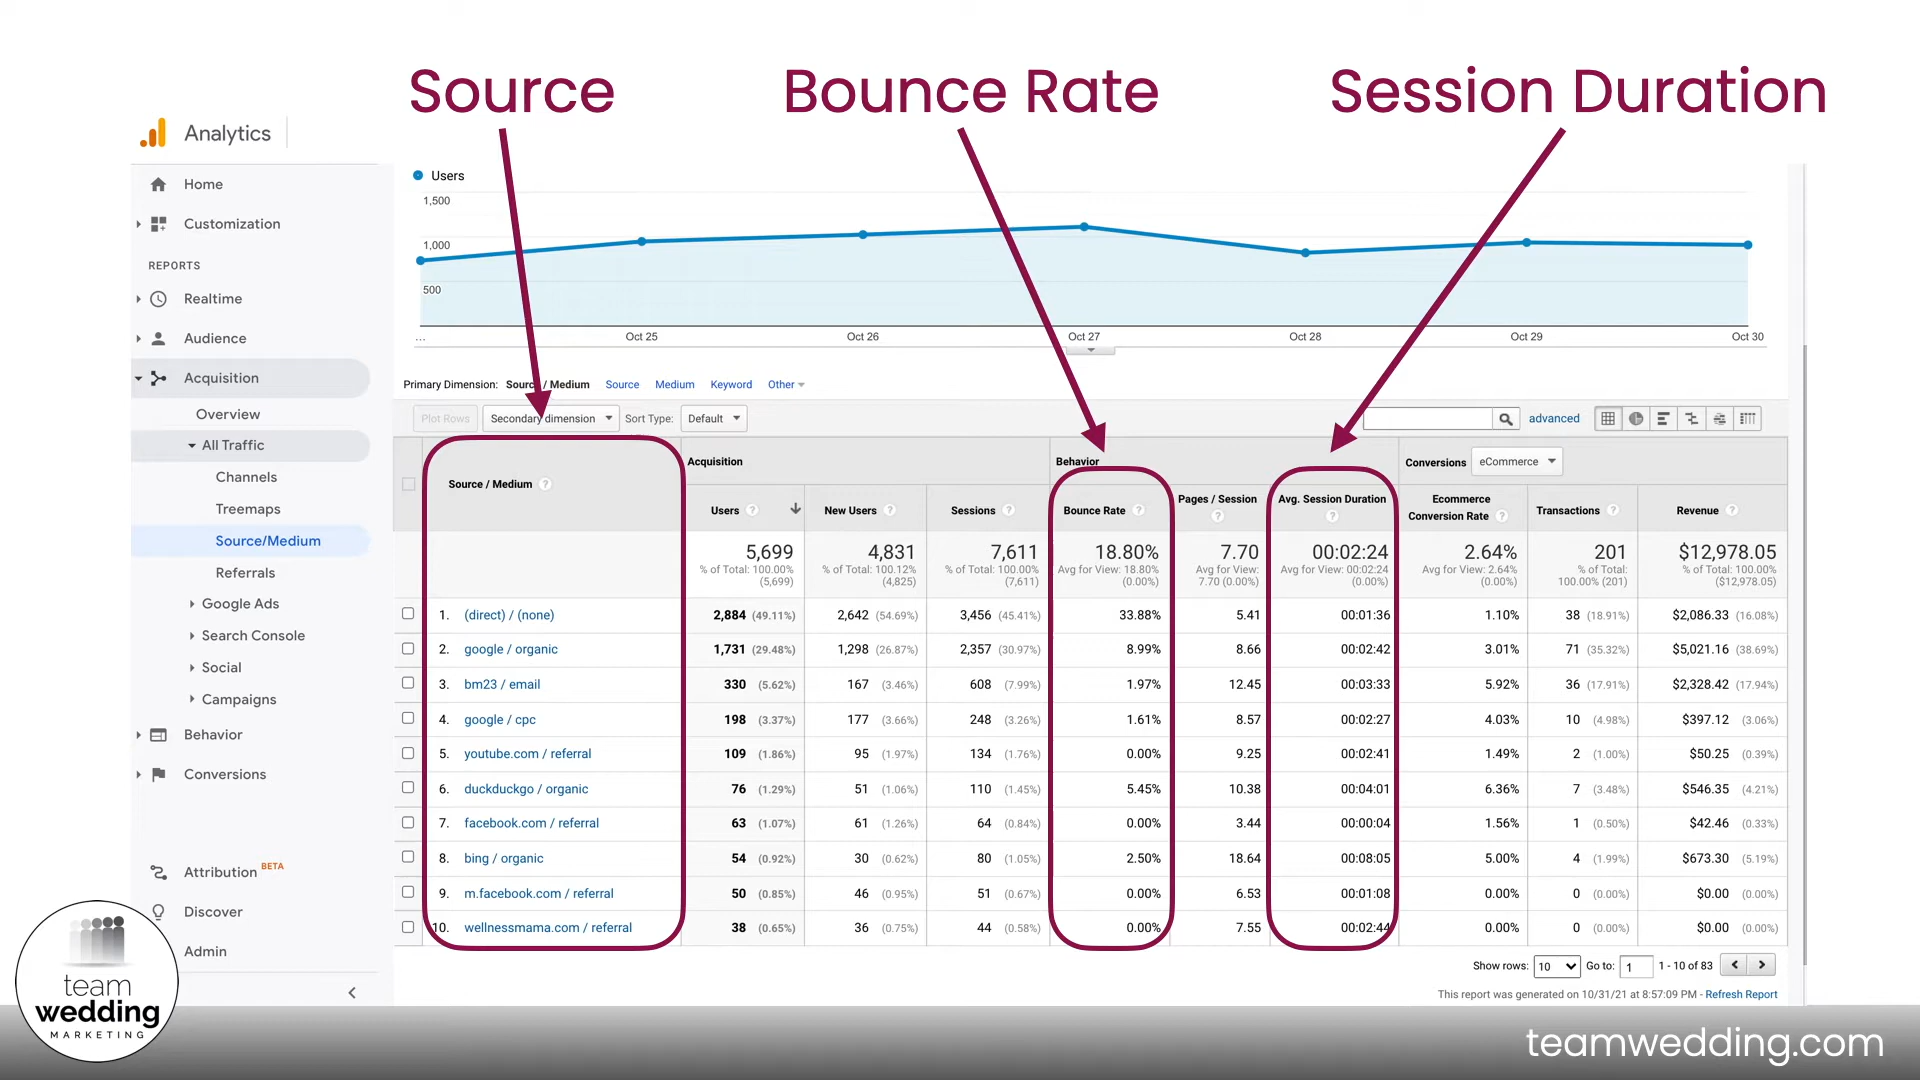 Source
Bounce Rate
Session Duration
Analytics
Home
Customization
REPORTS
Realtime
Audience
Acquisition
Overview
All Traffic
Channels
Treemaps
Source/Medium
Referrals
Google Ads
Search Console
Social
Campaigns
Behavior
Conversions
Attribution BETA
Discover
Admin
Users
1,500
1,000
500
... Oct 25 Oct 26 Oct 27 Oct 28 Oct 29 Oct 30
Primary Dimension: Source / Medium Source Medium Keyword Other
Plot Rows Secondary dimension Sort Type: Default advanced
Acquisition Behavior Conversions eCommerce
Source / Medium ? Users ? New Users ? Sessions ? Bounce Rate ? Pages / Session ? Avg. Session Duration ? Ecommerce Conversion Rate ? Transactions ? Revenue ?
5,699 4,831 7,611 18.80% 7.70 00:02:24 2.64% 201 $12,978.05
% of Total: 100.00% % of Total: 100.12% % of Total: 100.00% Avg for View: 18.80% Avg for View: Avg for View: 00:02:24 Avg for View: 2.64% % of Total: % of Total: 100.00%
(5,699) (4,825) (7,611) (0.00%) 7.70 (0.00%) (0.00%) (0.00%) 100.00% (201) ($12,978.05)
1. (direct) / (none) 2,884 (49.11%) 2,642 (54.69%) 3,456 (45.41%) 33.88% 5.41 00:01:36 1.10% 38 (18.91%) $2,086.33 (16.08%)
2. google / organic 1,731 (29.48%) 1,298 (26.87%) 2,357 (30.97%) 8.99% 8.66 00:02:42 3.01% 71 (35.32%) $5,021.16 (38.69%)
3. bm23 / email 330 (5.62%) 167 (3.46%) 608 (7.99%) 1.97% 12.45 00:03:33 5.92% 36 (17.91%) $2,328.42 (17.94%)
4. google / cpc 198 (3.37%) 177 (3.66%) 248 (3.26%) 1.61% 8.57 00:02:27 4.03% 10 (4.98%) $397.12 (3.06%)
5. youtube.com / referral 109 (1.86%) 95 (1.97%) 134 (1.76%) 0.00% 9.25 00:02:41 1.49% 2 (1.00%) $50.25 (0.39%)
6. duckduckgo / organic 76 (1.29%) 51 (1.06%) 110 (1.45%) 5.45% 10.38 00:04:01 6.36% 7 (3.48%) $546.35 (4.21%)
7. facebook.com / referral 63 (1.07%) 61 (1.26%) 64 (0.84%) 0.00% 3.44 00:00:04 1.56% 1 (0.50%) $42.46 (0.33%)
8. bing / organic 54 (0.92%) 30 (0.62%) 80 (1.05%) 2.50% 18.64 00:08:05 5.00% 4 (1.99%) $673.30 (5.19%)
9. m.facebook.com / referral 50 (0.85%) 46 (0.95%) 51 (0.67%) 0.00% 6.53 00:01:08 0.00% 0 (0.00%) $0.00 (0.00%)
10. wellnessmama.com / referral 38 (0.65%) 36 (0.75%) 44 (0.58%) 0.00% 7.55 00:02:44 0.00% 0 (0.00%) $0.00 (0.00%)
Show rows: 10 Go to: 1 1 - 10 of 83
This report was generated on 10/31/21 at 8:57:09 PM - Refresh Report
team
wedding
MARKETING
teamwedding.com